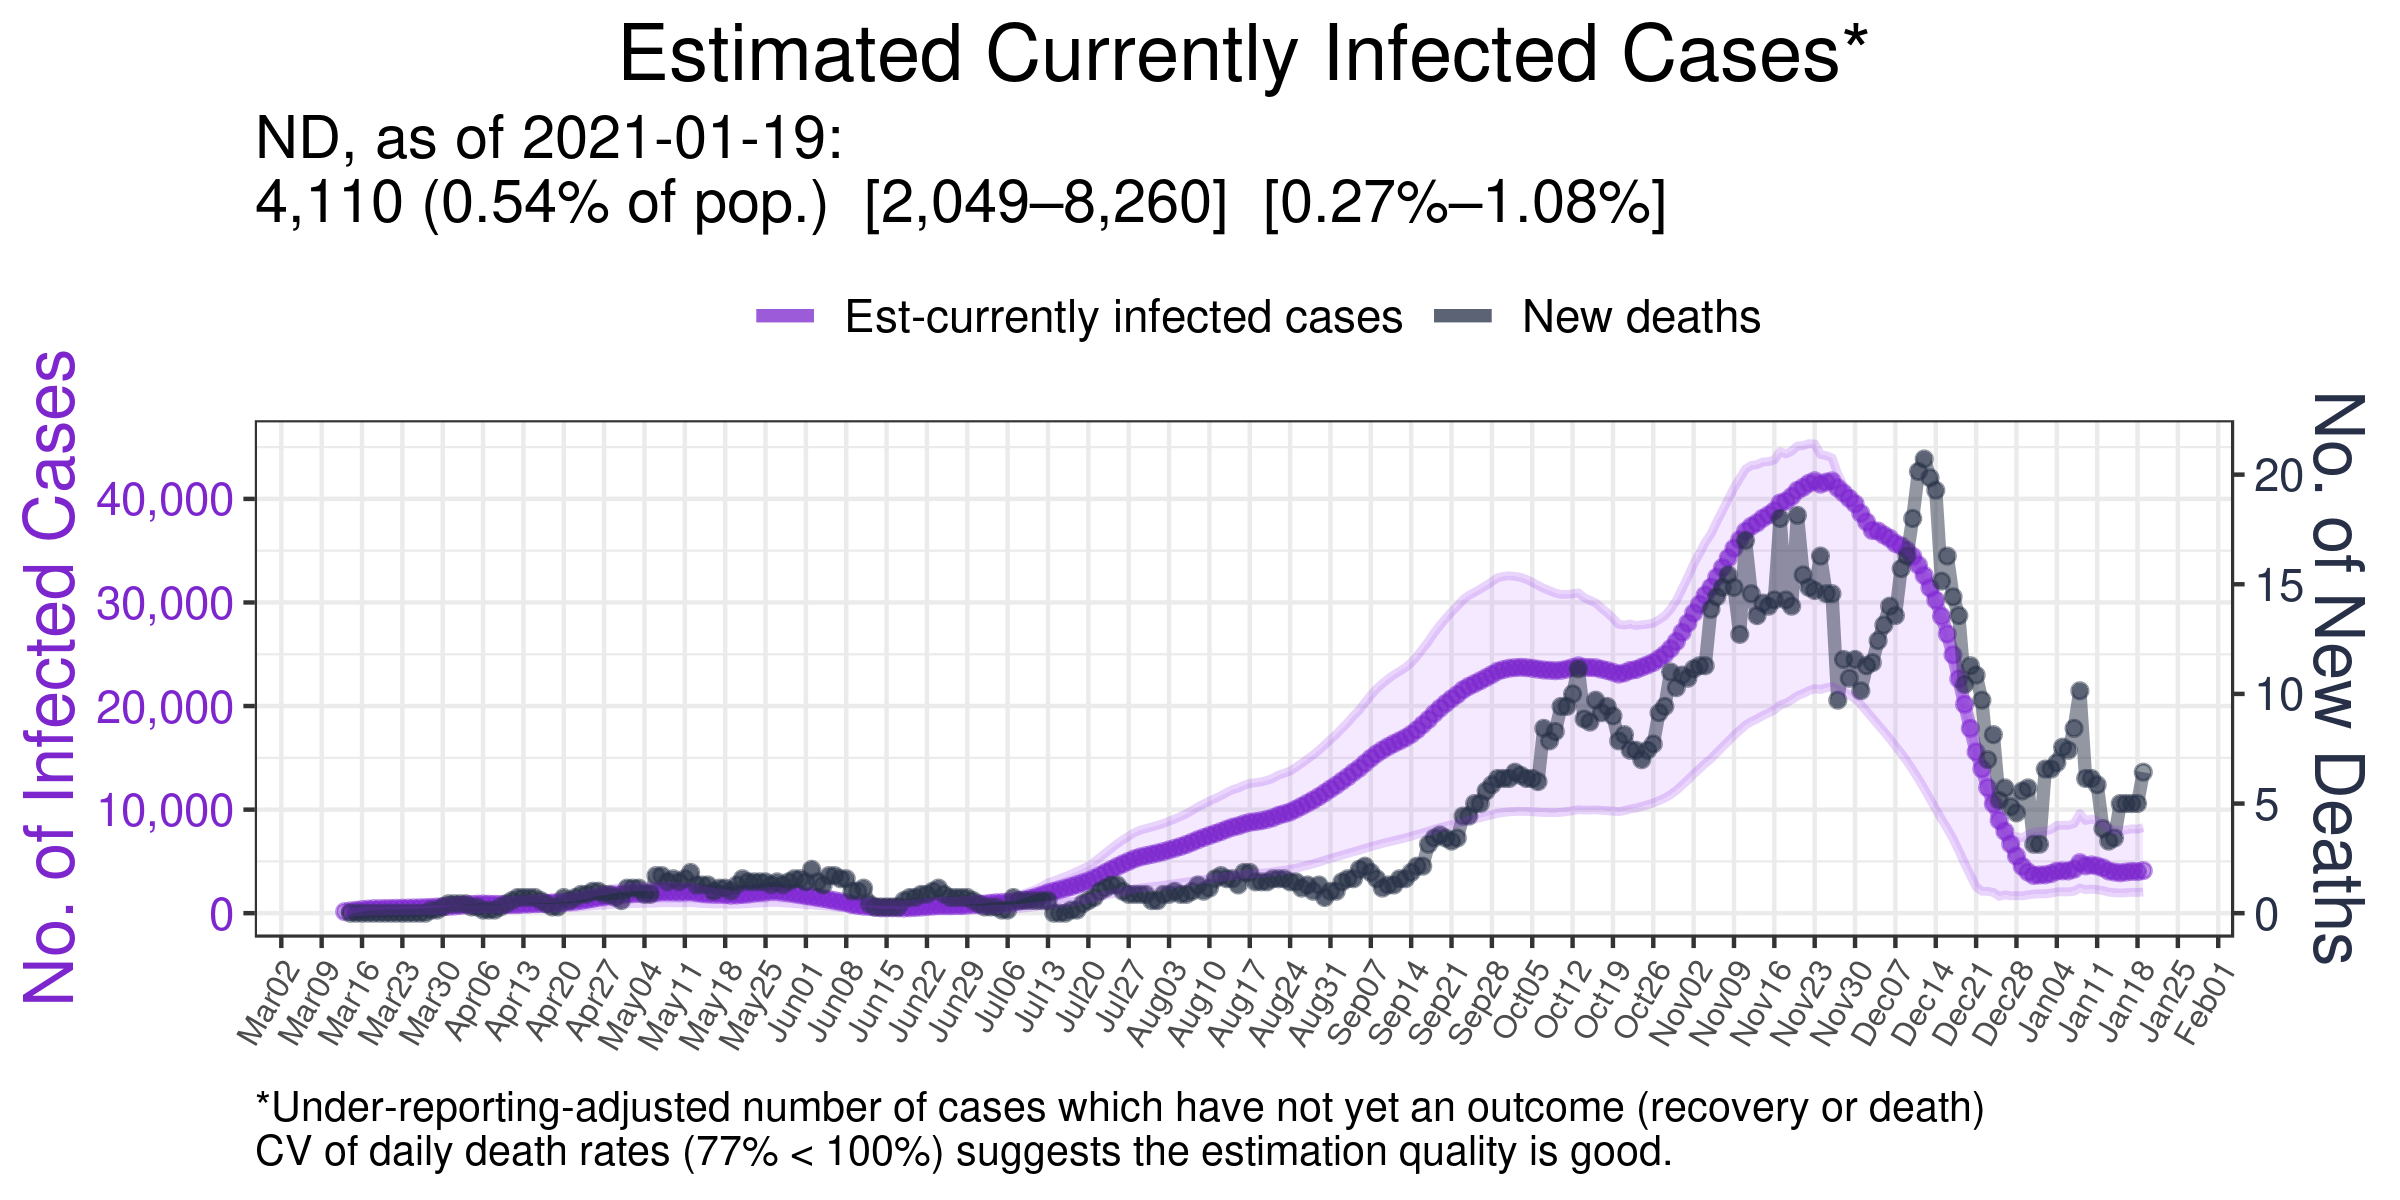 Estimated Currently Infected Cases*
ND, as of 2021-01-19:
4,110 (0.54% of pop.)  [2,049–8,260]  [0.27%–1.08%]
Est-currently infected cases
New deaths
No. of Infected Cases
40,000
30,000
20,000
10,000
0
No. of New Deaths
20
15
10
5
0
Mar02
Mar09
Mar16
Mar23
Mar30
Apr06
Apr13
Apr20
Apr27
May04
May11
May18
May25
Jun01
Jun08
Jun15
Jun22
Jun29
Jul06
Jul13
Jul20
Jul27
Aug03
Aug10
Aug17
Aug24
Aug31
Sep07
Sep14
Sep21
Sep28
Oct05
Oct12
Oct19
Oct26
Nov02
Nov09
Nov16
Nov23
Nov30
Dec07
Dec14
Dec21
Dec28
Jan04
Jan11
Jan18
Jan25
Feb01
*Under-reporting-adjusted number of cases which have not yet an outcome (recovery or death)
CV of daily death rates (77% < 100%) suggests the estimation quality is good.